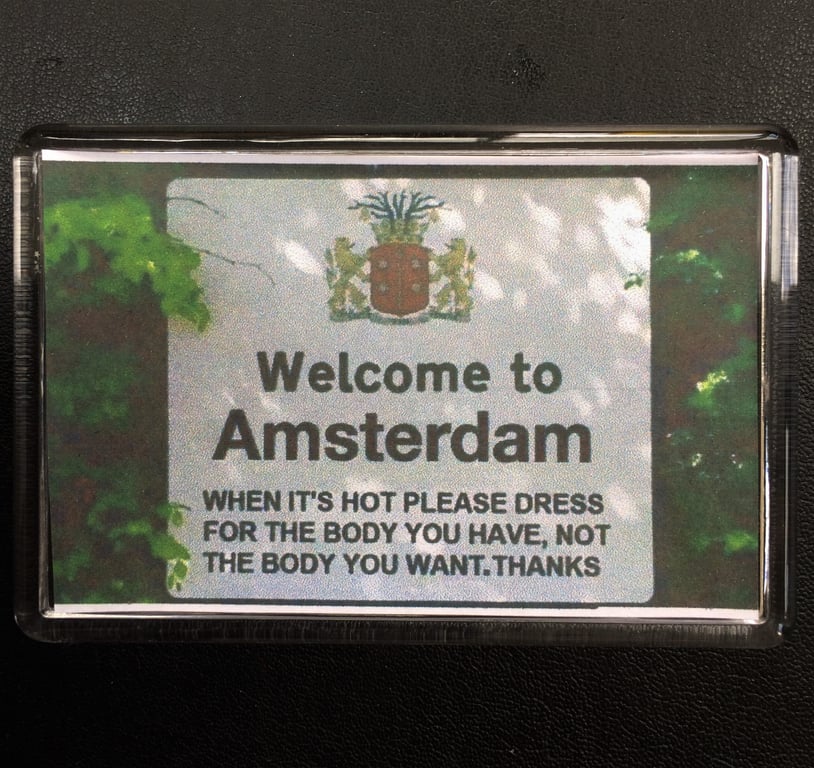 Welcome to
Amsterdam
WHEN IT'S HOT PLEASE DRESS
FOR THE BODY YOU HAVE, NOT
THE BODY YOU WANT.THANKS